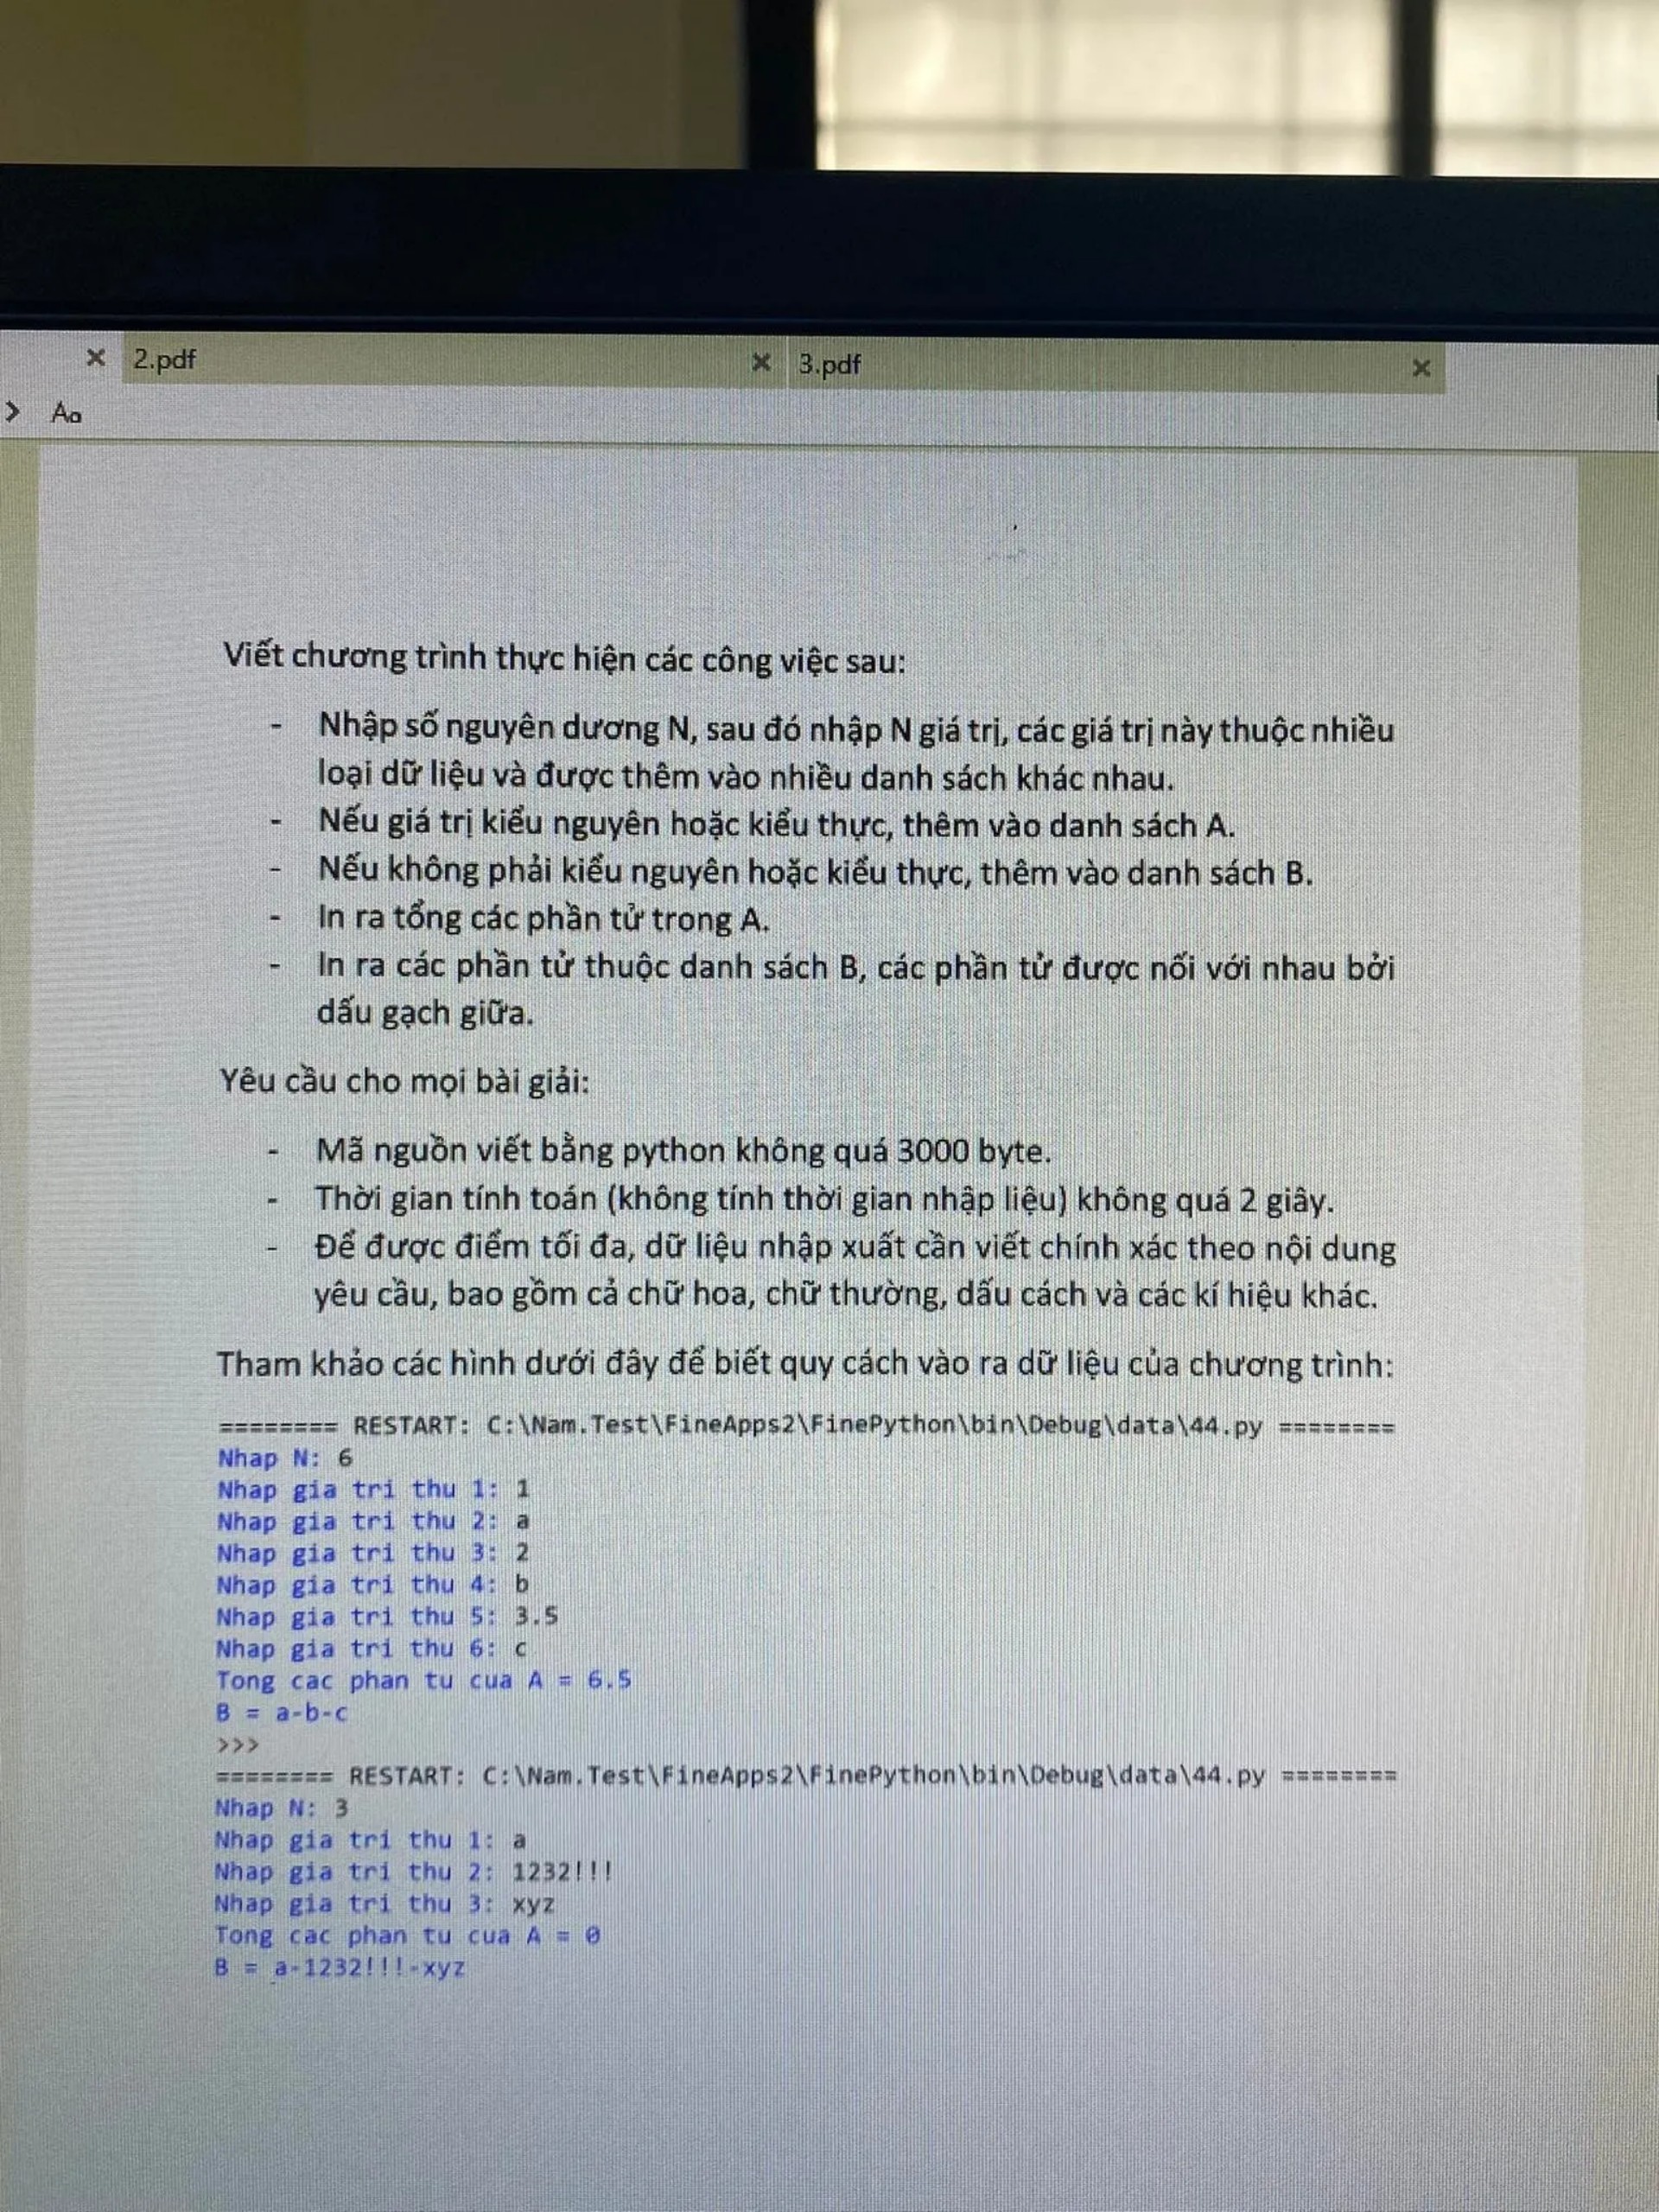 × 2.pdf × 3.pdf ×
> Aa
Viết chương trình thực hiện các công việc sau:
- Nhập số nguyên dương N, sau đó nhập N giá trị, các giá trị này thuộc nhiều
loại dữ liệu và được thêm vào nhiều danh sách khác nhau.
- Nếu giá trị kiểu nguyên hoặc kiểu thực, thêm vào danh sách A.
- Nếu không phải kiểu nguyên hoặc kiểu thực, thêm vào danh sách B.
- In ra tổng các phần tử trong A.
- In ra các phần tử thuộc danh sách B, các phần tử được nối với nhau bởi
dấu gạch giữa.
Yêu cầu cho mọi bài giải:
- Mã nguồn viết bằng python không quá 3000 byte.
- Thời gian tính toán (không tính thời gian nhập liệu) không quá 2 giây.
- Để được điểm tối đa, dữ liệu nhập xuất cần viết chính xác theo nội dung
yêu cầu, bao gồm cả chữ hoa, chữ thường, dấu cách và các kí hiệu khác.
Tham khảo các hình dưới đây để biết quy cách vào ra dữ liệu của chương trình:
======== RESTART: C:\Nam.Test\FineApps2\FinePython\bin\Debug\data\44.py ========
Nhap N: 6
Nhap gia tri thu 1: 1
Nhap gia tri thu 2: a
Nhap gia tri thu 3: 2
Nhap gia tri thu 4: b
Nhap gia tri thu 5: 3.5
Nhap gia tri thu 6: c
Tong cac phan tu cua A = 6.5
B = a-b-c
>>>
======== RESTART: C:\Nam.Test\FineApps2\FinePython\bin\Debug\data\44.py ========
Nhap N: 3
Nhap gia tri thu 1: a
Nhap gia tri thu 2: 1232!!!
Nhap gia tri thu 3: xyz
Tong cac phan tu cua A = 0
B = a-1232!!!-xyz